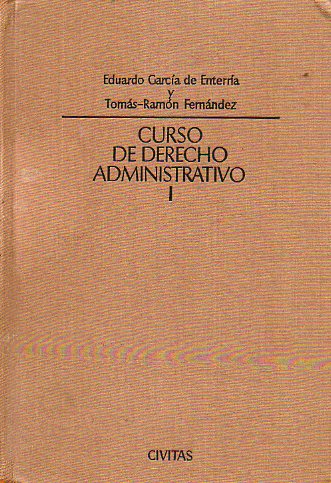 Eduardo García de Enterría
y
Tomás-Ramón Fernández
CURSO
DE DERECHO
ADMINISTRATIVO
I
CIVITAS